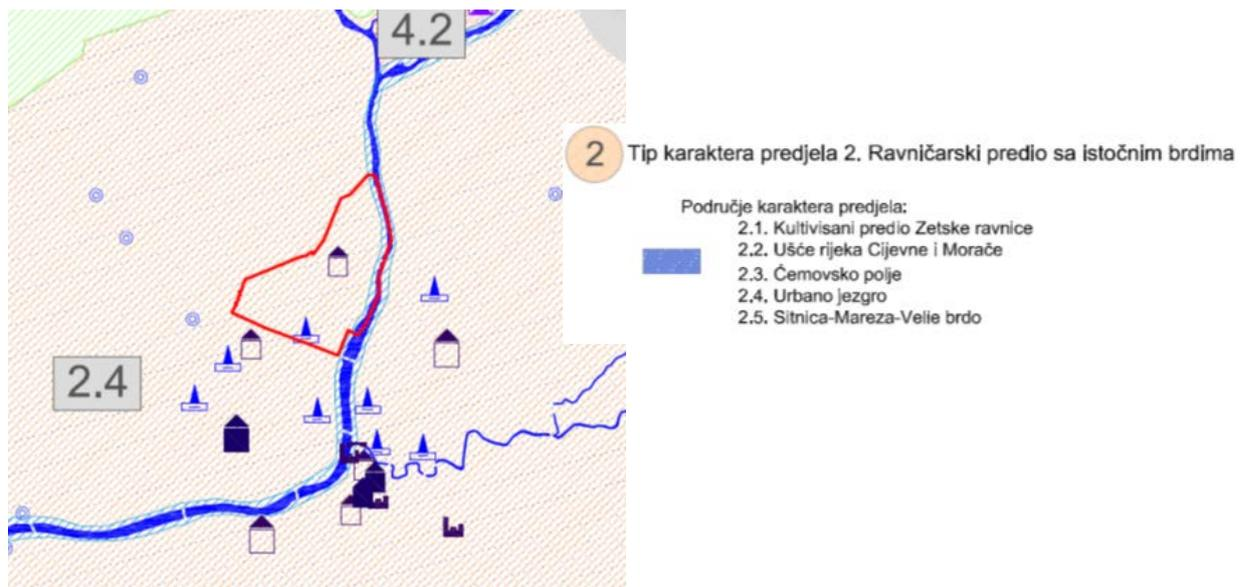 4.2
2.4
2 Tip karaktera predjela 2. Ravničarski predio sa istočnim brdima
Područje karaktera predjela:
2.1. Kultivisani predio Zetske ravnice
2.2. Ušće rijeka Cijevne i Morače
2.3. Ćemovsko polje
2.4. Urbano jezgro
2.5. Sitnica-Mareza-Velje brdo